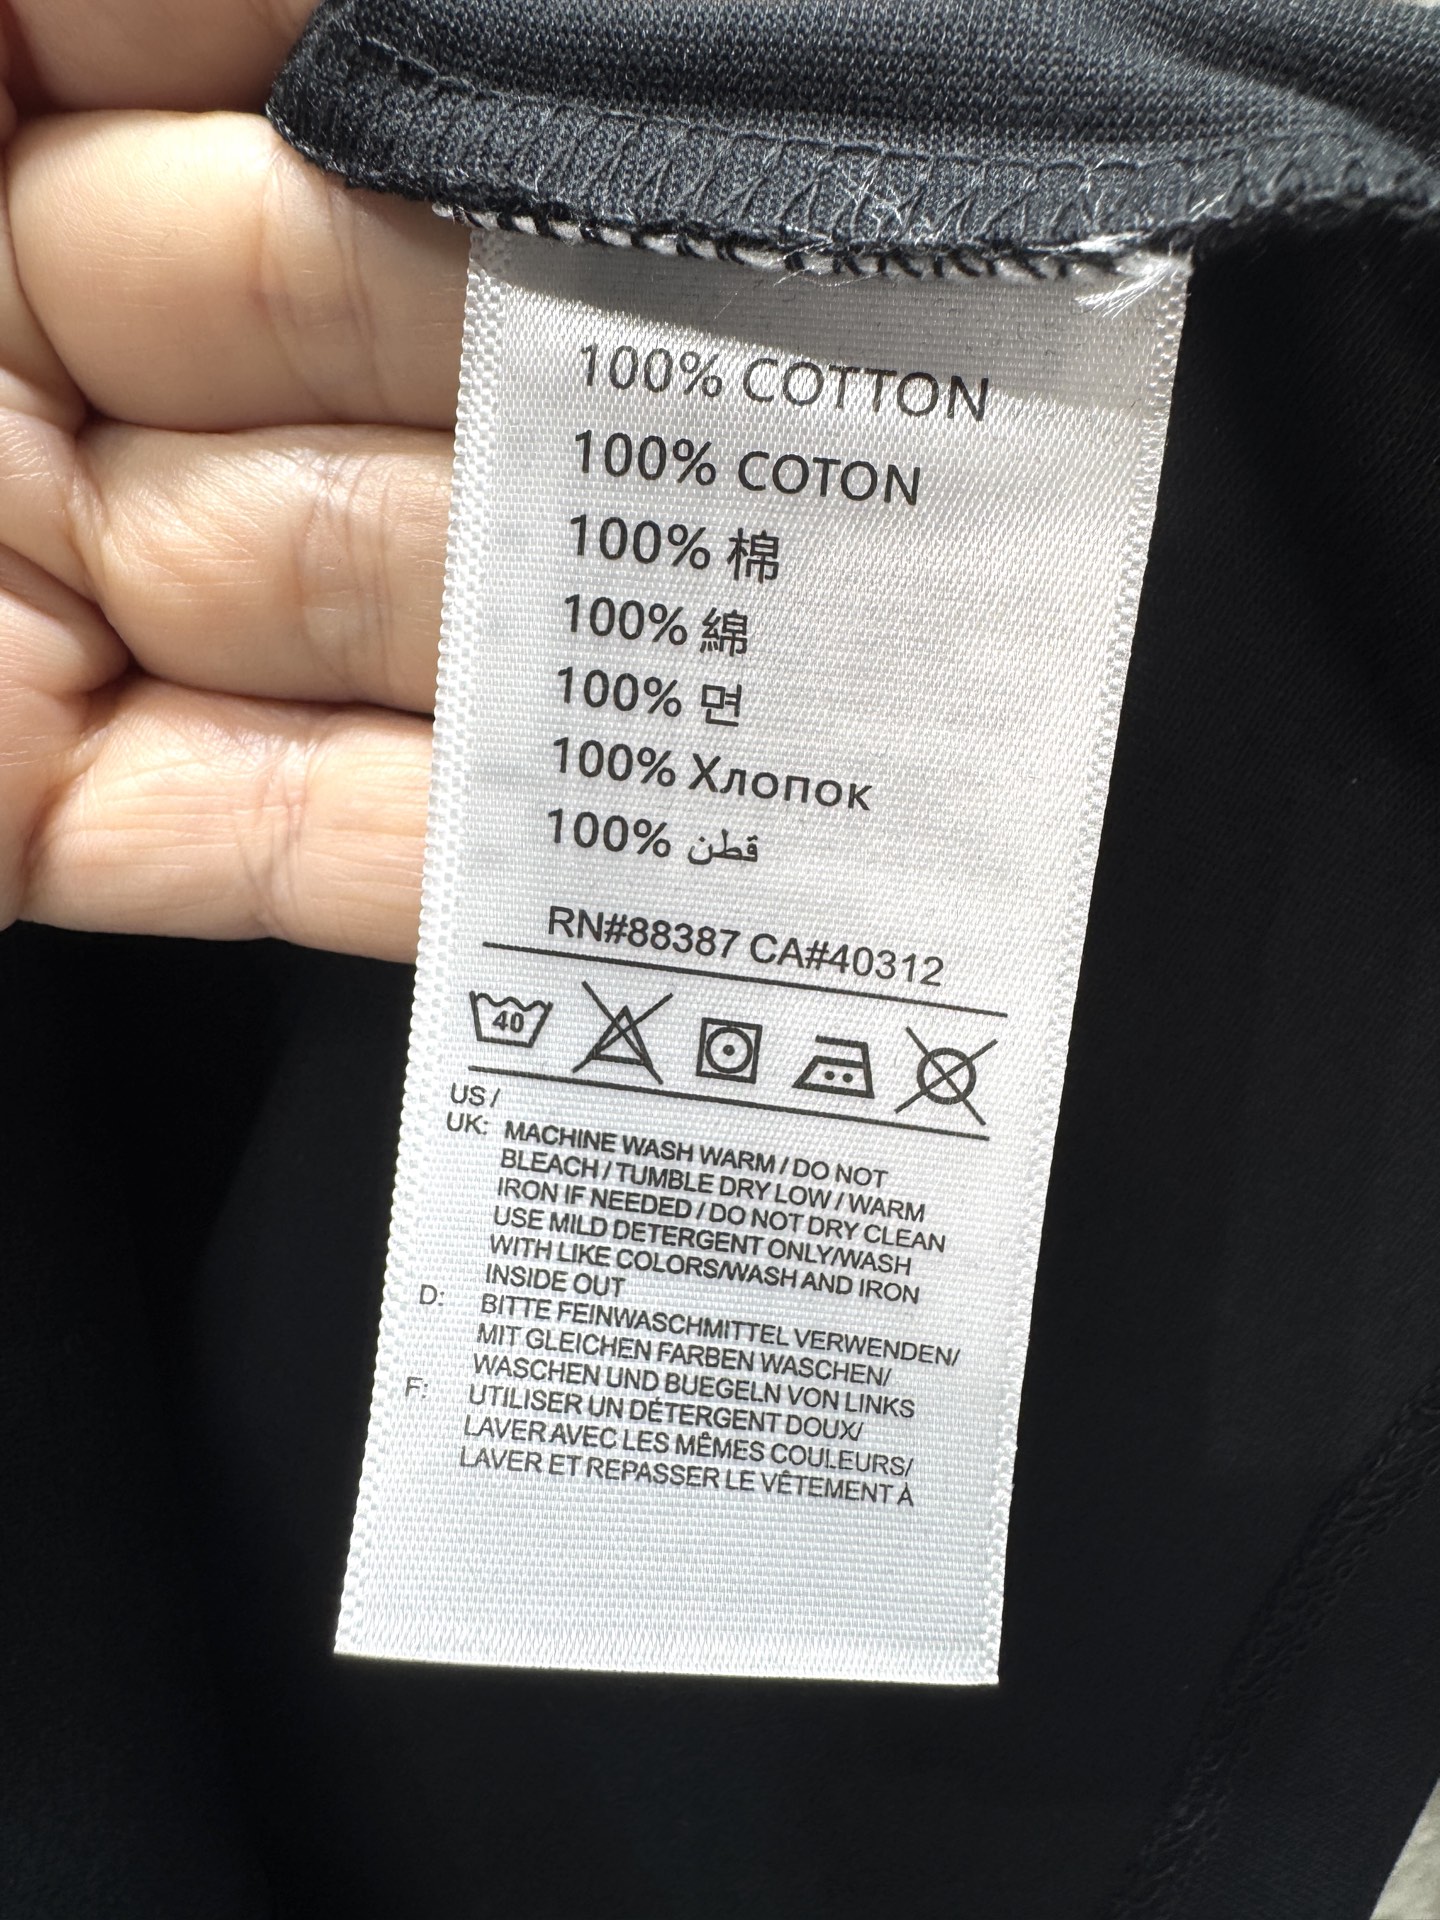 100% COTTON
100% COTON
100% 棉
100% 綿
100% 면
100% Хлопок
100% قطن
RN#88387 CA#40312
40
US /
UK: MACHINE WASH WARM / DO NOT
BLEACH / TUMBLE DRY LOW / WARM
IRON IF NEEDED / DO NOT DRY CLEAN
USE MILD DETERGENT ONLY/WASH
WITH LIKE COLORS/WASH AND IRON
INSIDE OUT
D: BITTE FEINWASCHMITTEL VERWENDEN/
MIT GLEICHEN FARBEN WASCHEN/
WASCHEN UND BUEGELN VON LINKS
F: UTILISER UN DÉTERGENT DOUX/
LAVER AVEC LES MÊMES COULEURS/
LAVER ET REPASSER LE VÊTEMENT À